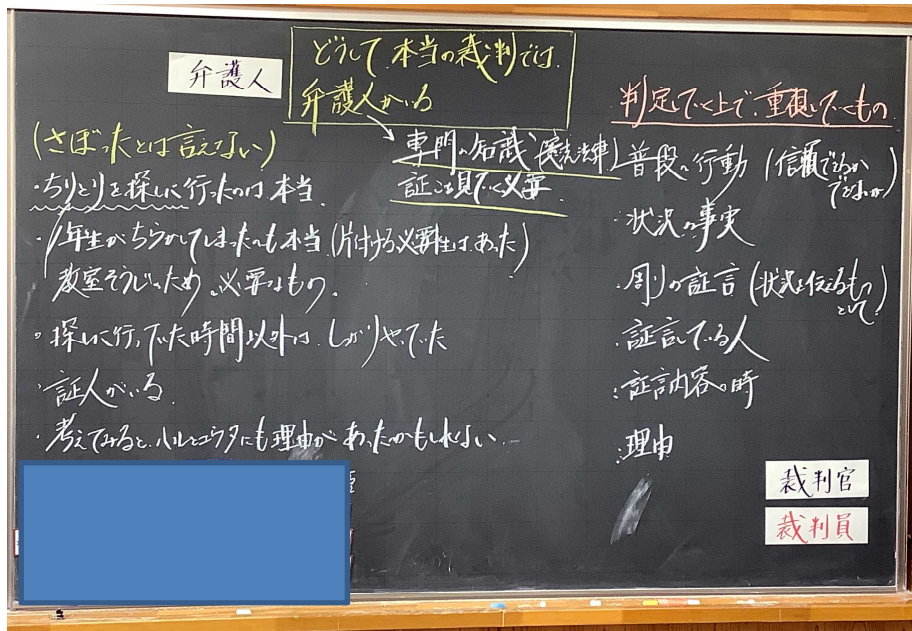 弁護人
どうして本当の裁判では
弁護人がいる
専門の知識(憲法、法律)
証こを見ていく必要
(さぼったとは言えない)
・ちりとりを探しに行ったのは本当.
・1年生がちらかしてしまったのも本当.(片付ける必要性は、あった)
教室そうじのため、必要なもの.
・探しに行っていた時間以外は、しっかりやっていた
・証人がいる.
・考えてみると、ハルとコウタにも理由があったかもしれない
判定していく上で、重視していくもの
・普段の行動(信頼できるか
できないか)
・状況の事実
・周りの証言(状況を伝えるもの
として)
・証言している人
・証言内容の時
・理由
裁判官
裁判員